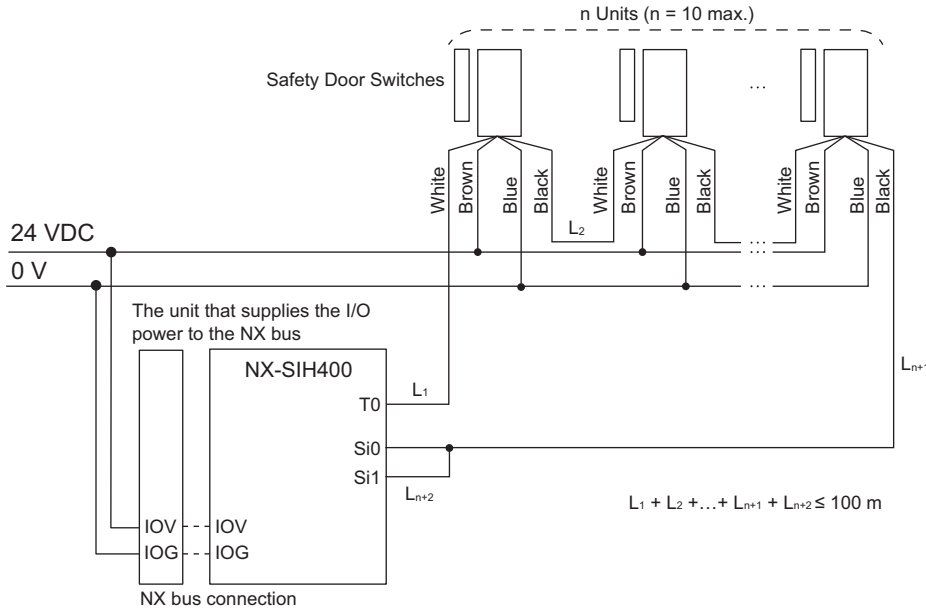 n Units (n = 10 max.)
Safety Door Switches
...
White
Brown
Blue
Black
White
Brown
Blue
Black
White
Brown
Blue
Black
L2
24 VDC
...
0 V
...
The unit that supplies the I/O
power to the NX bus
NX-SIH400
L1
Ln+1
T0
Si0
Si1
Ln+2
L1 + L2 +…+ Ln+1 + Ln+2 ≤ 100 m
IOV
IOV
IOG
IOG
NX bus connection